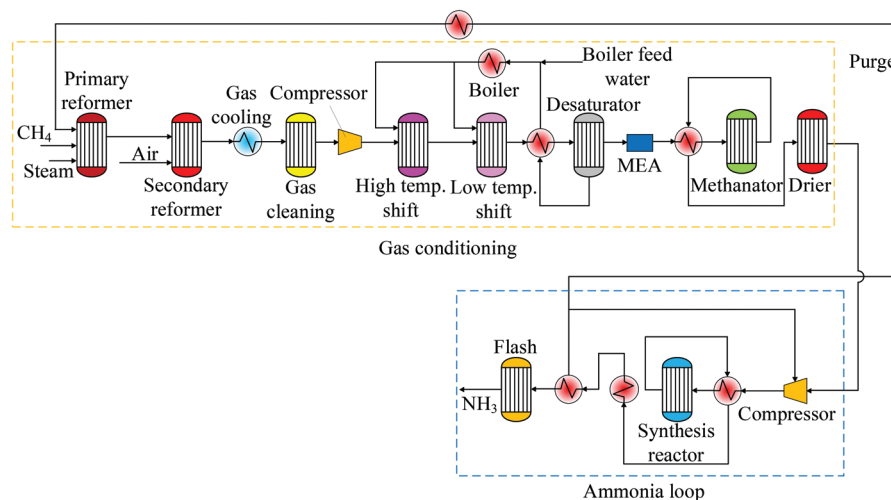 Purge
Primary
reformer
CH4
Steam
Air
Secondary
reformer
Gas
cooling
Compressor
Gas
cleaning
High temp.
shift
Boiler
Low temp.
shift
Boiler feed
water
Desaturator
MEA
Methanator
Drier
Gas conditioning
Flash
NH3
Synthesis
reactor
Compressor
Ammonia loop